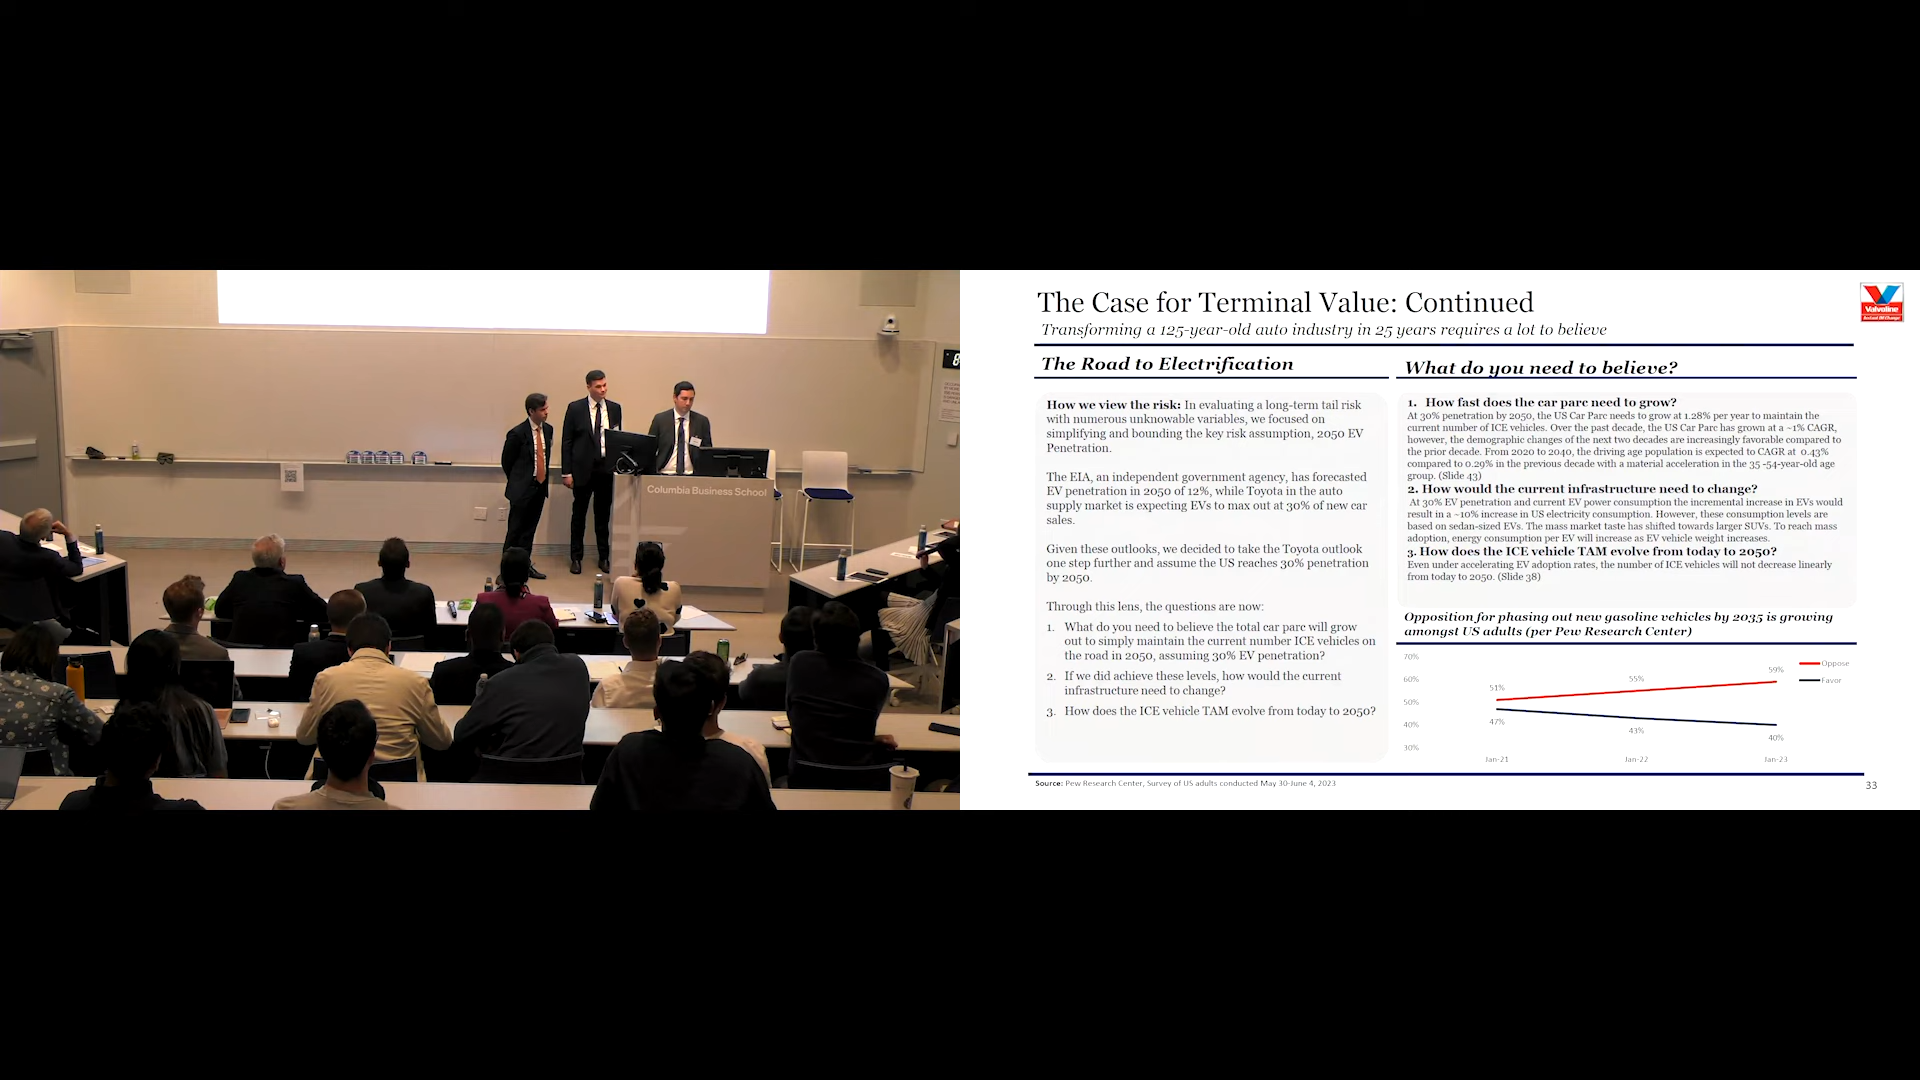 Columbia Business School
The Case for Terminal Value: Continued
Transforming a 125-year-old auto industry in 25 years requires a lot to believe
Valvoline
The Road to Electrification
How we view the risk: In evaluating a long-term tail risk
with numerous unknowable variables, we focused on
simplifying and bounding the key risk assumption, 2050 EV
Penetration.
The EIA, an independent government agency, has forecasted
EV penetration in 2050 of 12%, while Toyota in the auto
supply market is expecting EVs to max out at 30% of new car
sales.
Given these outlooks, we decided to take the Toyota outlook
one step further and assume the US reaches 30% penetration
by 2050.
Through this lens, the questions are now:
1. What do you need to believe the total car parc will grow
out to simply maintain the current number ICE vehicles on
the road in 2050, assuming 30% EV penetration?
2. If we did achieve these levels, how would the current
infrastructure need to change?
3. How does the ICE vehicle TAM evolve from today to 2050?
What do you need to believe?
1. How fast does the car parc need to grow?
At 30% penetration by 2050, the US Car Parc needs to grow at 1.28% per year to maintain the
current number of ICE vehicles. Over the past decade, the US Car Parc has grown at a ~1% CAGR,
however, the demographic changes of the next two decades are increasingly favorable compared to
the prior decade. From 2020 to 2040, the driving age population is expected to CAGR at 0.43%
compared to 0.29% in the previous decade with a material acceleration in the 35 -54-year-old age
group. (Slide 43)
2. How would the current infrastructure need to change?
At 30% EV penetration and current EV power consumption the incremental increase in EVs would
result in a ~10% increase in US electricity consumption. However, these consumption levels are
based on sedan-sized EVs. The mass market taste has shifted towards larger SUVs. To reach mass
adoption, energy consumption per EV will increase as EV vehicle weight increases.
3. How does the ICE vehicle TAM evolve from today to 2050?
Even under accelerating EV adoption rates, the number of ICE vehicles will not decrease linearly
from today to 2050. (Slide 38)
Opposition for phasing out new gasoline vehicles by 2035 is growing
amongst US adults (per Pew Research Center)
70%
60%
50%
40%
30%
51%
55%
59%
47%
43%
40%
Oppose
Favor
Jan-21
Jan-22
Jan-23
Source: Pew Research Center, Survey of US adults conducted May 30-June 4, 2023
33